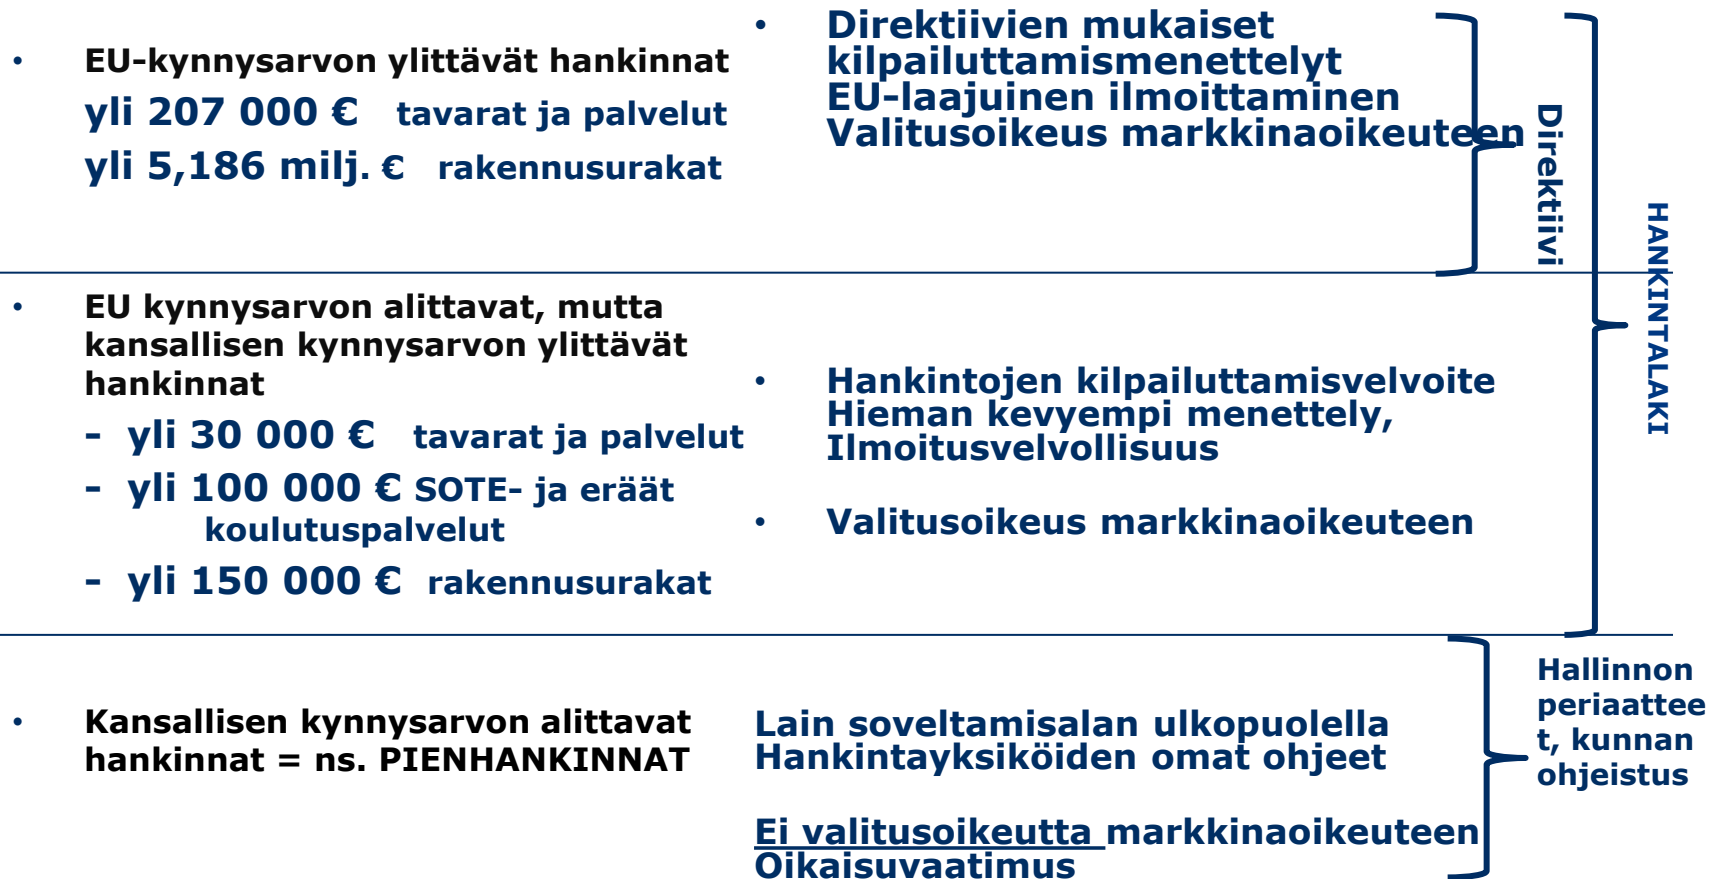 • EU-kynnysarvon ylittävät hankinnat
yli 207 000 € tavarat ja palvelut
yli 5,186 milj. € rakennusurakat
• Direktiivien mukaiset
kilpailuttamismenettelyt
EU-laajuinen ilmoittaminen
Valitusoikeus markkinaoikeuteen
Direktiivi
HANKINTALAKI
• EU kynnysarvon alittavat, mutta
kansallisen kynnysarvon ylittävät
hankinnat
- yli 30 000 € tavarat ja palvelut
- yli 100 000 € SOTE- ja eräät
koulutuspalvelut
- yli 150 000 € rakennusurakat
• Hankintojen kilpailuttamisvelvoite
Hieman kevyempi menettely,
Ilmoitusvelvollisuus
• Valitusoikeus markkinaoikeuteen
• Kansallisen kynnysarvon alittavat
hankinnat = ns. PIENHANKINNAT
Lain soveltamisalan ulkopuolella
Hankintayksiköiden omat ohjeet
Ei valitusoikeutta markkinaoikeuteen
Oikaisuvaatimus
Hallinnon
periaattee
t, kunnan
ohjeistus